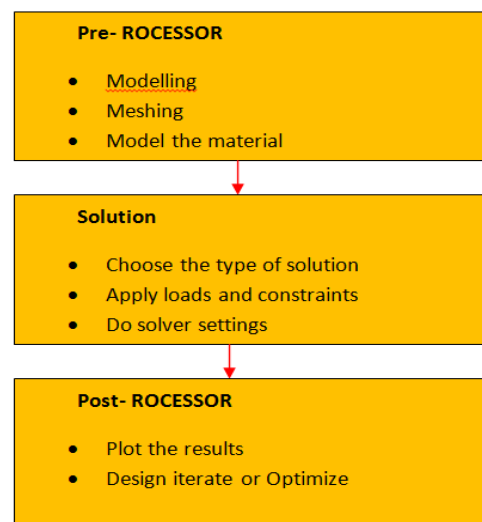 Pre- ROCESSOR
• Modelling
• Meshing
• Model the material
Solution
• Choose the type of solution
• Apply loads and constraints
• Do solver settings
Post- ROCESSOR
• Plot the results
• Design iterate or Optimize